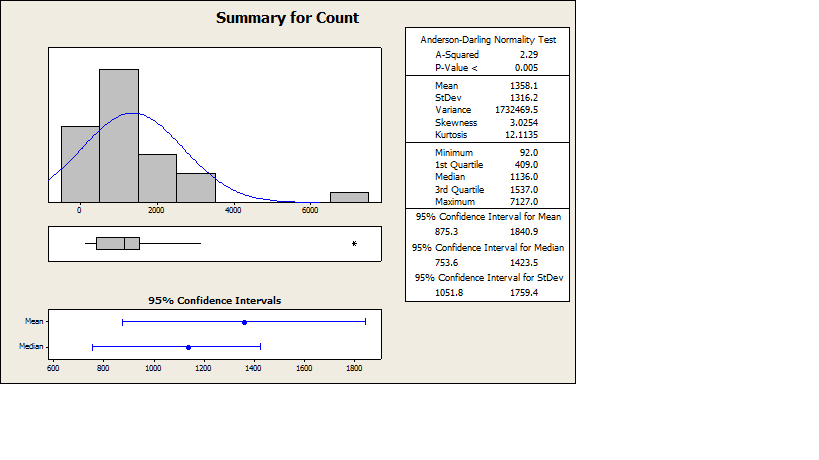 Summary for Count
0 2000 4000 6000
95% Confidence Intervals
Mean
Median
600 800 1000 1200 1400 1600 1800
Anderson-Darling Normality Test
A-Squared 2.29
P-Value < 0.005
Mean 1358.1
StDev 1316.2
Variance 1732469.5
Skewness 3.0254
Kurtosis 12.1135
Minimum 92.0
1st Quartile 409.0
Median 1136.0
3rd Quartile 1537.0
Maximum 7127.0
95% Confidence Interval for Mean
875.3 1840.9
95% Confidence Interval for Median
753.6 1423.5
95% Confidence Interval for StDev
1051.8 1759.4